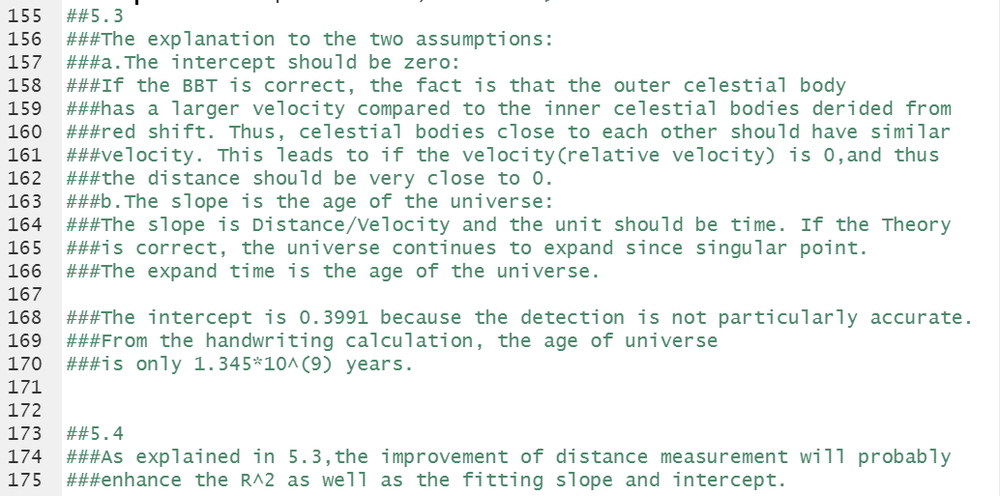 155 ##5.3
156 ###The explanation to the two assumptions:
157 ###a.The intercept should be zero:
158 ###If the BBT is correct, the fact is that the outer celestial body
159 ###has a larger velocity compared to the inner celestial bodies derided from
160 ###red shift. Thus, celestial bodies close to each other should have similar
161 ###velocity. This leads to if the velocity(relative velocity) is 0,and thus
162 ###the distance should be very close to 0.
163 ###b.The slope is the age of the universe:
164 ###The slope is Distance/Velocity and the unit should be time. If the Theory
165 ###is correct, the universe continues to expand since singular point.
166 ###The expand time is the age of the universe.
167
168 ###The intercept is 0.3991 because the detection is not particularly accurate.
169 ###From the handwriting calculation, the age of universe
170 ###is only 1.345*10^(9) years.
171
172
173 ##5.4
174 ###As explained in 5.3,the improvement of distance measurement will probably
175 ###enhance the R^2 as well as the fitting slope and intercept.